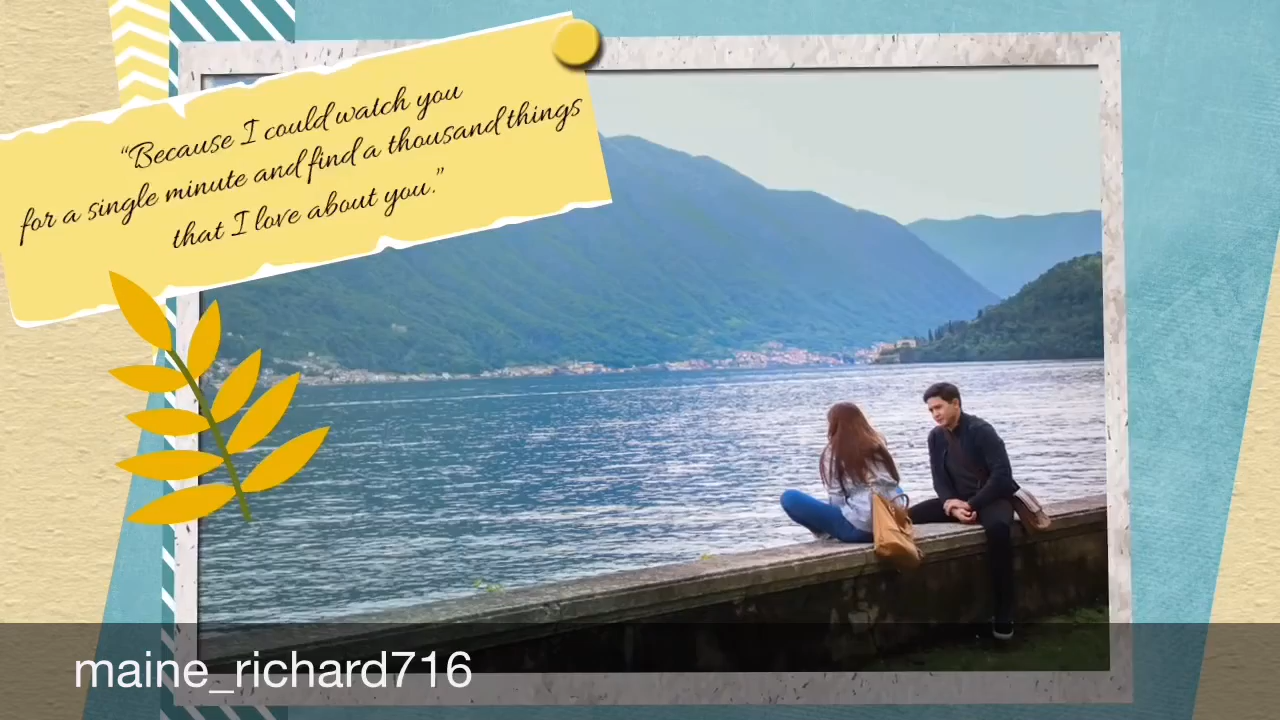 “Because I could watch you
for a single minute and find a thousand things
that I love about you.”
maine_richard716